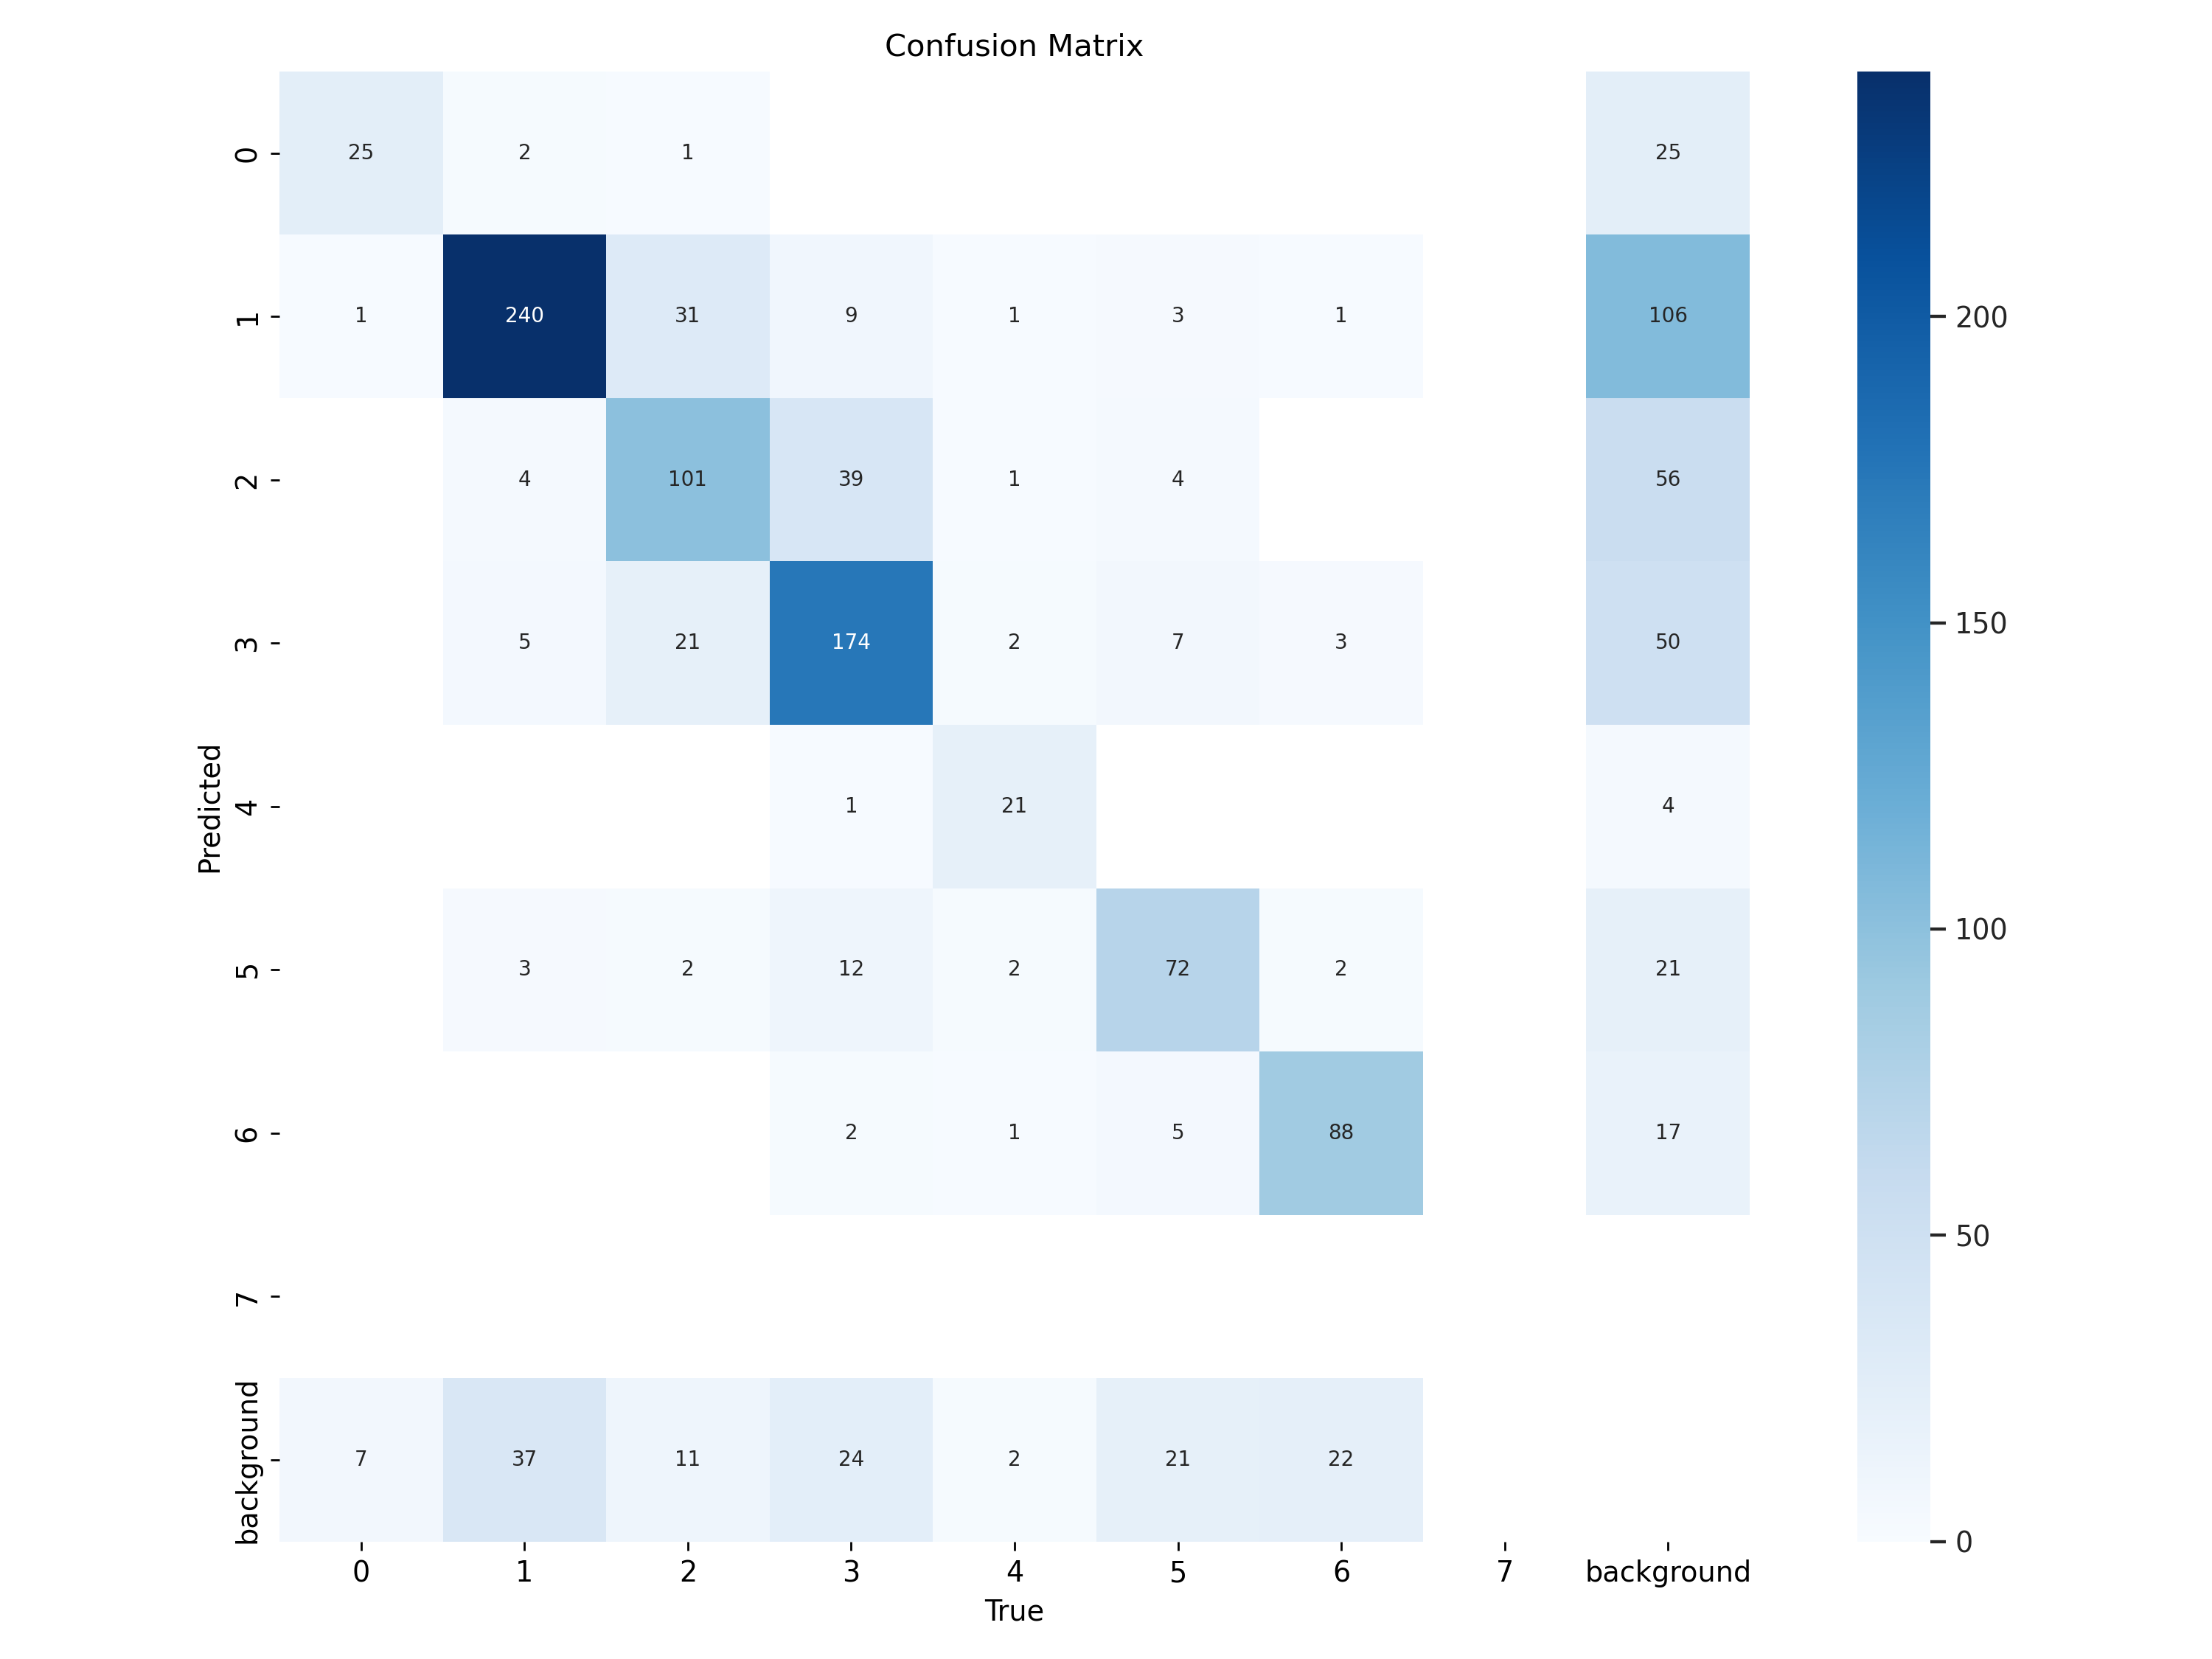 Confusion Matrix
0 25 2 1 25
1 1 240 31 9 1 3 1 106 200
2 4 101 39 1 4 56
3 5 21 174 2 7 3 50 150
Predicted
4 1 21 4
100
5 3 2 12 2 72 2 21
6 2 1 5 88 17
50
7
background 7 37 11 24 2 21 22
0
0 1 2 3 4 5 6 7 background
True